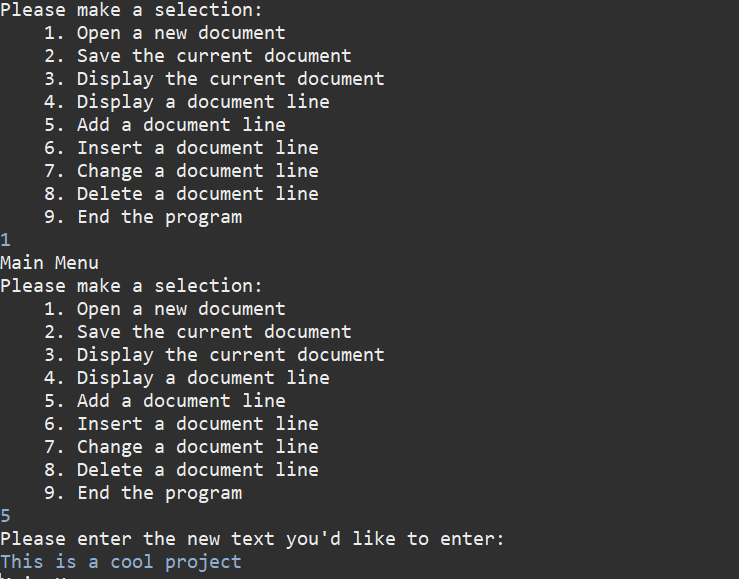 Please make a selection:
    1. Open a new document
    2. Save the current document
    3. Display the current document
    4. Display a document line
    5. Add a document line
    6. Insert a document line
    7. Change a document line
    8. Delete a document line
    9. End the program
1
Main Menu
Please make a selection:
    1. Open a new document
    2. Save the current document
    3. Display the current document
    4. Display a document line
    5. Add a document line
    6. Insert a document line
    7. Change a document line
    8. Delete a document line
    9. End the program
5
Please enter the new text you'd like to enter:
This is a cool project